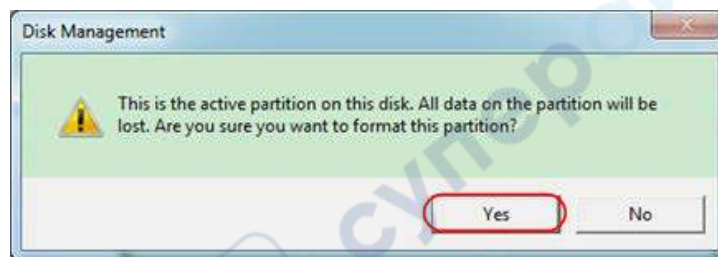 Disk Management
This is the active partition on this disk. All data on the partition will be
lost. Are you sure you want to format this partition?
Yes
No